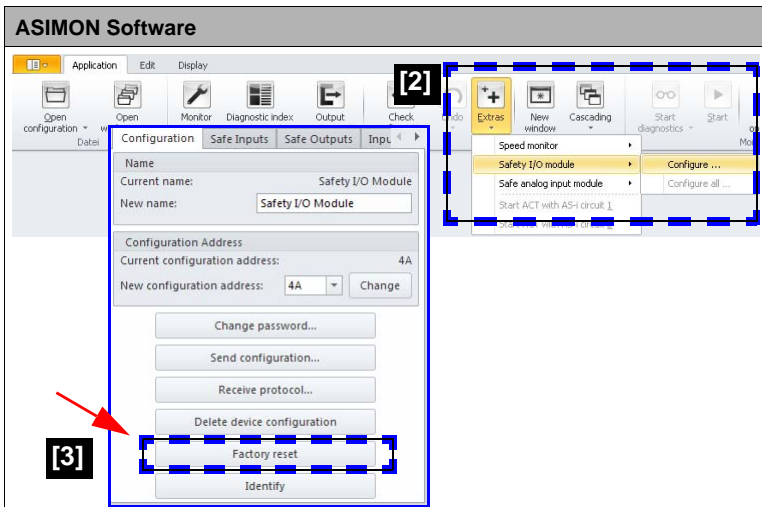 ASIMON Software
Application Edit Display
[2]
Open configuration
Open
Monitor
Diagnostic index
Output
Check
Extras
New window
Cascading
Start diagnostics
Start
Datei
Configuration Safe Inputs Safe Outputs
Speed monitor
Safety I/O module
Configure ...
Safe analog input module
Configure all ...
Start ACT with AS-i circuit 1
Name
Current name: Safety I/O Module
New name: Safety I/O Module
Configuration Address
Current configuration address: 4A
New configuration address: 4A Change
Change password...
Send configuration...
Receive protocol...
Delete device configuration
[3]
Factory reset
Identify